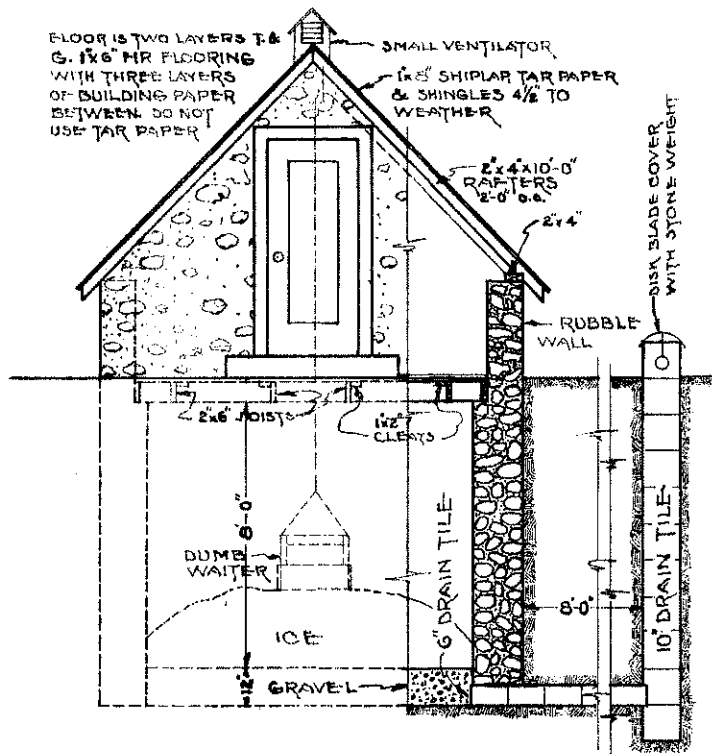 FLOOR IS TWO LAYERS T. &
G. 1"x6" FIR FLOORING
WITH THREE LAYERS
OF BUILDING PAPER
BETWEEN. DO NOT
USE TAR PAPER
SMALL VENTILATOR
1"x8" SHIPLAP TAR PAPER
& SHINGLES 4½" TO
WEATHER
2"x4"x10'-0"
RAFTERS
2'-0" O.C.
2"x4"
DISK BLADE COVER
WITH STONE WEIGHT
RUBBLE
WALL
2"x6" JOISTS
1"x2"
CLEATS
8'-0"
DUMB
WAITER
ICE
12"
GRAVEL
6" DRAIN TILE
8'-0"
10" DRAIN TILE